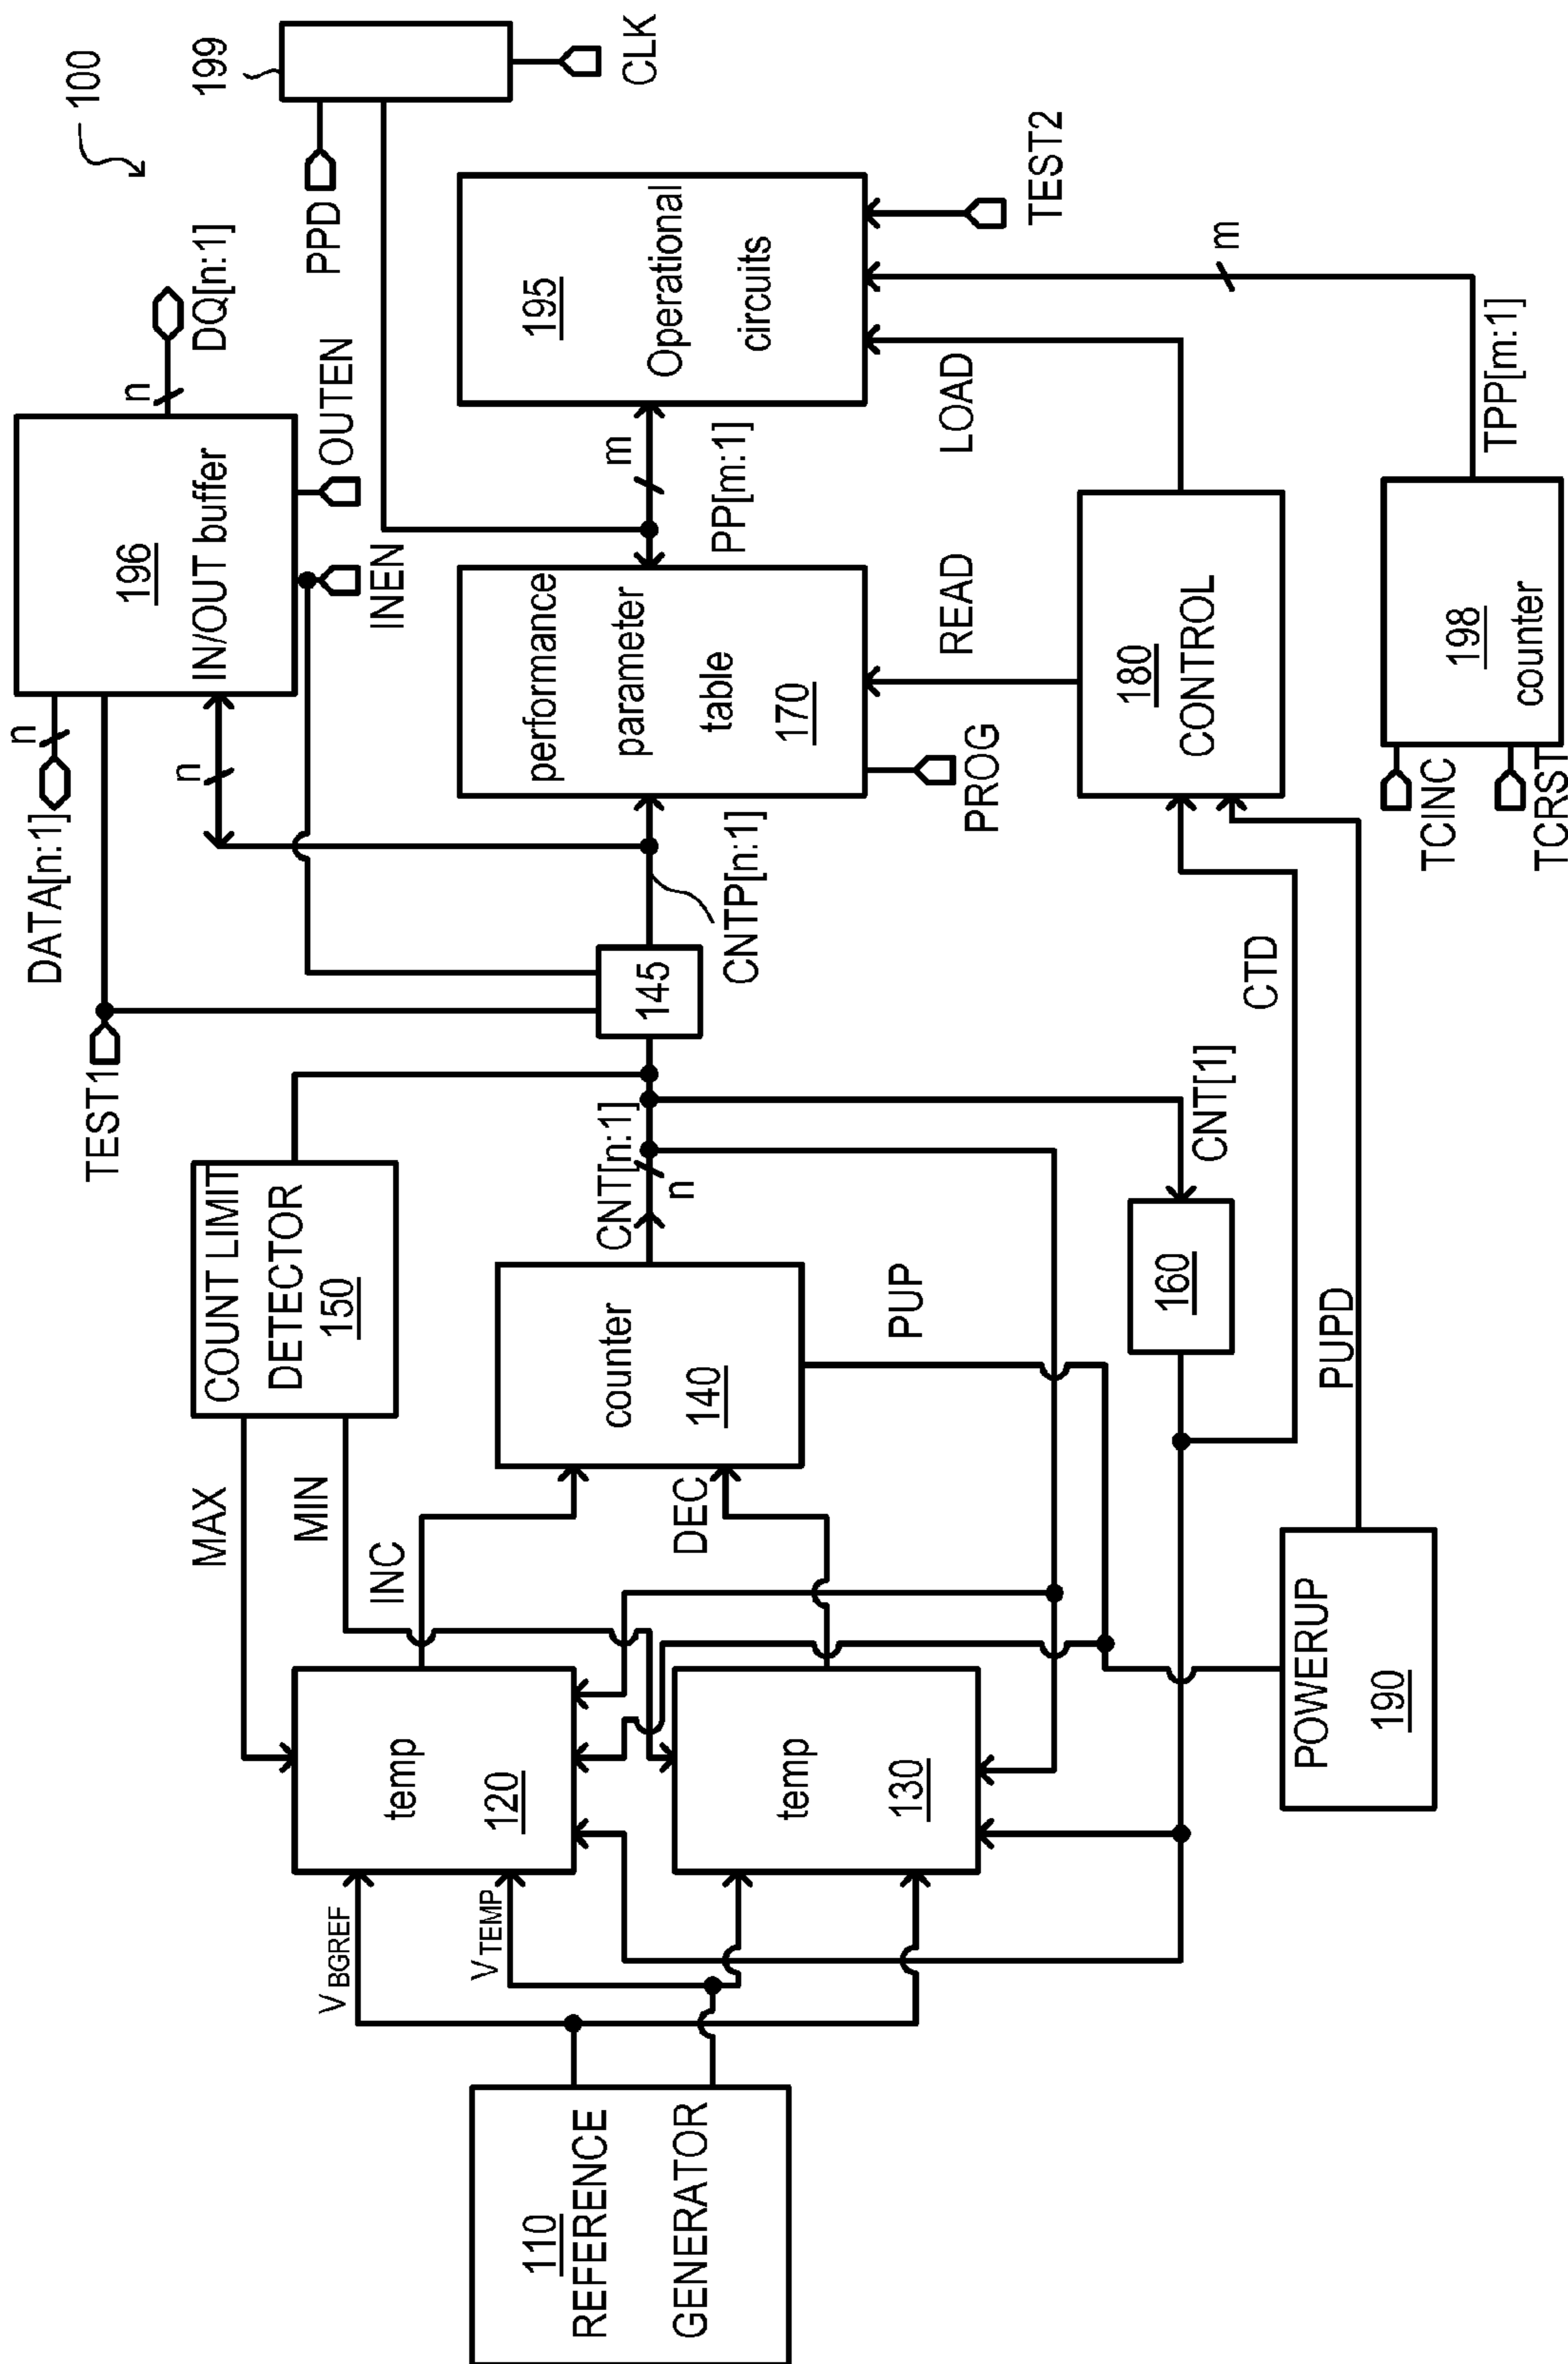 100
199
CLK
PPD
DQ[n:1]
n
OUTEN
INEN
196
IN/OUT buffer
n
DATA[n:1]
n
TEST1
195
Operational
circuits
TEST2
m
PP[m:1]
LOAD
m
TPP[m:1]
performance
parameter
table
170
READ
PROG
180
CONTROL
198
counter
TCINC
TCRST
CNTP[n:1]
145
CTD
COUNT LIMIT
DETECTOR
150
CNT[n:1]
n
CNT[1]
MAX
MIN
INC
DEC
counter
140
PUP
160
PUPD
temp
120
temp
130
POWERUP
190
VBGREF
VTEMP
110
REFERENCE
GENERATOR